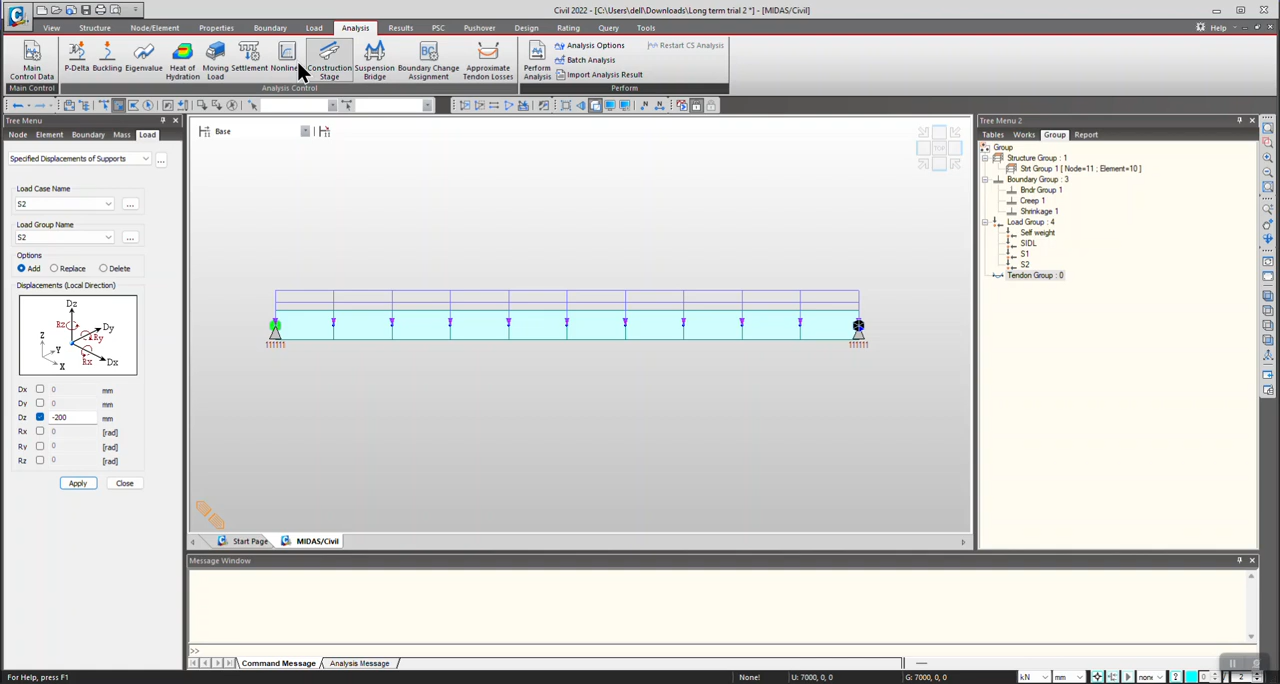 Civil 2022 - [C:\Users\dell\Downloads\Long term trial 2 *] - [MIDAS/Civil]
View Structure Node/Element Properties Boundary Load Analysis Results PSC Pushover Design Rating Query Tools Help
Main Control Data
P-Delta Buckling Eigenvalue
Heat of Hydration
Moving Load
Settlement
Construction Stage
Suspension Bridge
Boundary Change Assignment
Approximate Tendon Losses
Perform Analysis
Analysis Options
Batch Analysis
Import Analysis Result
Restart CS Analysis
Main Control Analysis Control Perform
Tree Menu
Node Element Boundary Mass Load
Specified Displacements of Supports ...
Load Case Name
S2 ...
Load Group Name
S2 ...
Options
Add Replace Delete
Displacements (Local Direction)
Dz
Rz Dy
Ry
Z
Y
X
Rx Dx
Dx 0 mm
Dy 0 mm
Dz -200 mm
Rx 0 [rad]
Ry 0 [rad]
Rz 0 [rad]
Apply Close
Base
TOP
Start Page MIDAS/Civil
Message Window
>>
Command Message Analysis Message
Tree Menu 2
Tables Works Group Report
Group
Structure Group : 1
Strt Group 1 [ Node=11 ; Element=10 ]
Boundary Group : 3
Bndr Group 1
Creep 1
Shrinkage 1
Load Group : 4
Self weight
SIDL
S1
S2
Tendon Group : 0
For Help, press F1
None! U: 7000, 0, 0 G: 7000, 0, 0 kN mm none 0 2